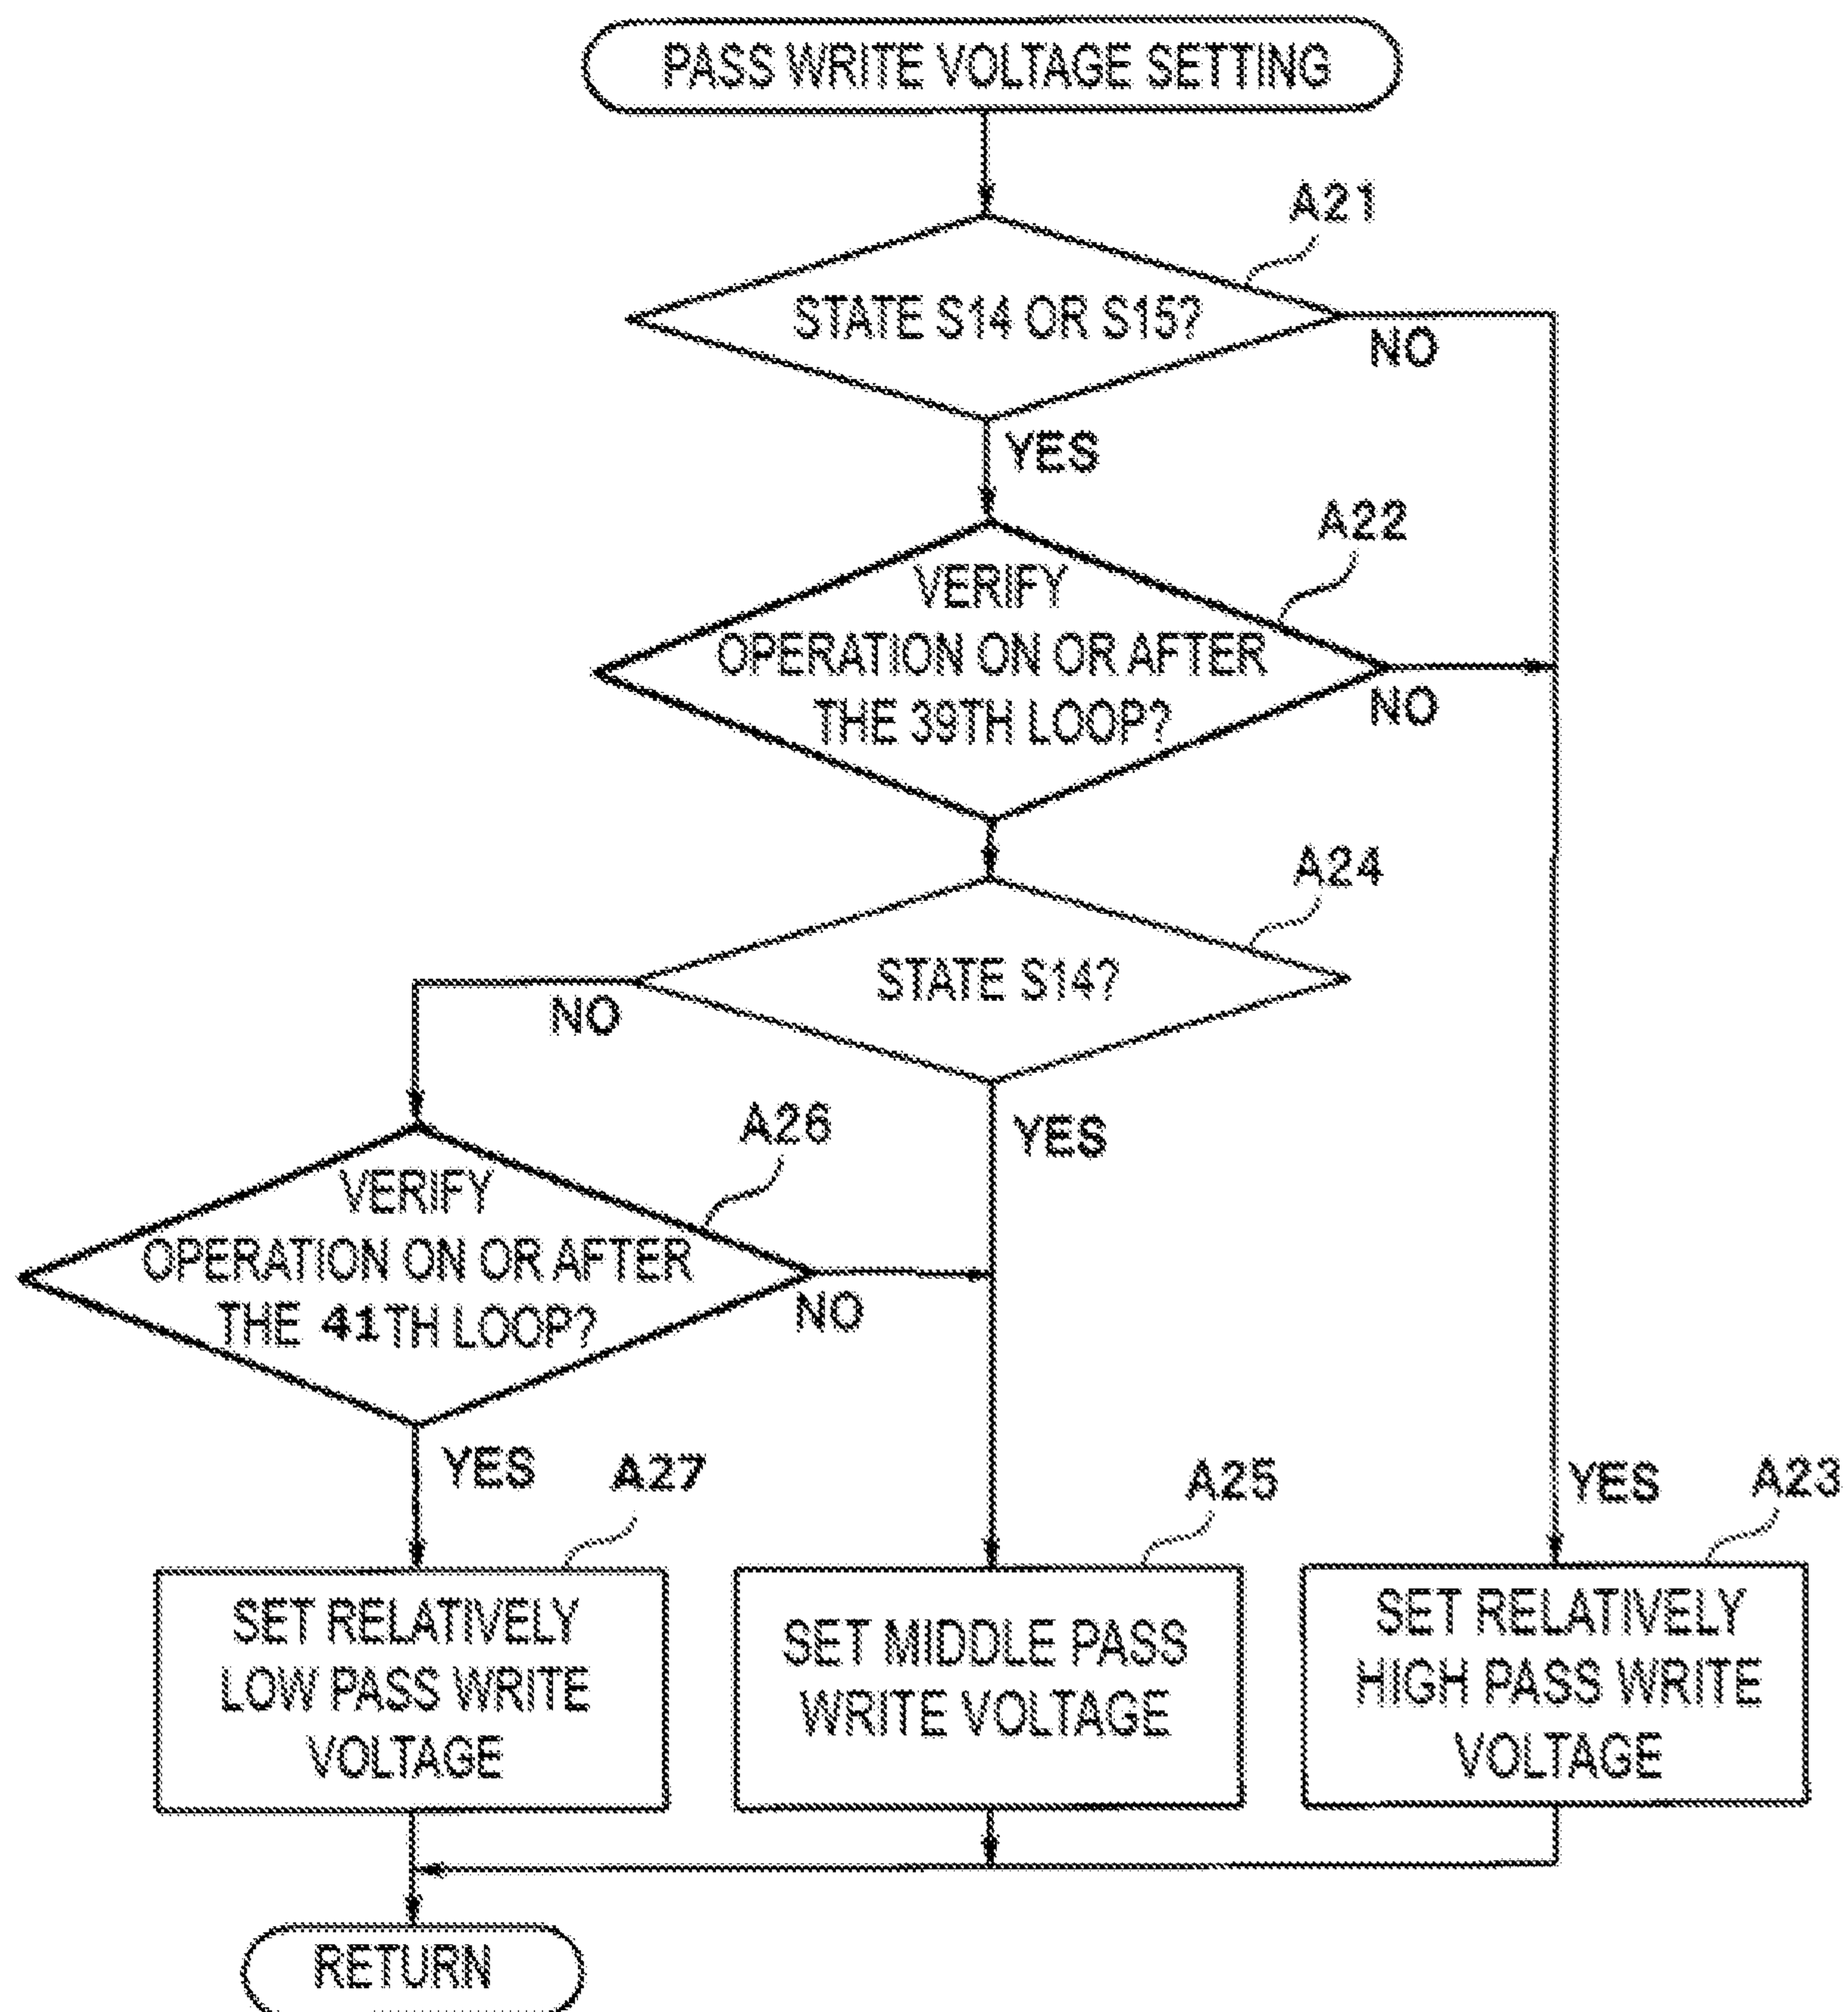 PASS WRITE VOLTAGE SETTING
A21
STATE S14 OR S15?
NO
YES
A22
VERIFY
OPERATION ON OR AFTER
THE 39TH LOOP?
NO
A24
STATE S14?
NO
YES
A26
VERIFY
OPERATION ON OR AFTER
THE 41TH LOOP?
NO
YES
A27
SET RELATIVELY
LOW PASS WRITE
VOLTAGE
A25
SET MIDDLE PASS
WRITE VOLTAGE
YES
A23
SET RELATIVELY
HIGH PASS WRITE
VOLTAGE
RETURN